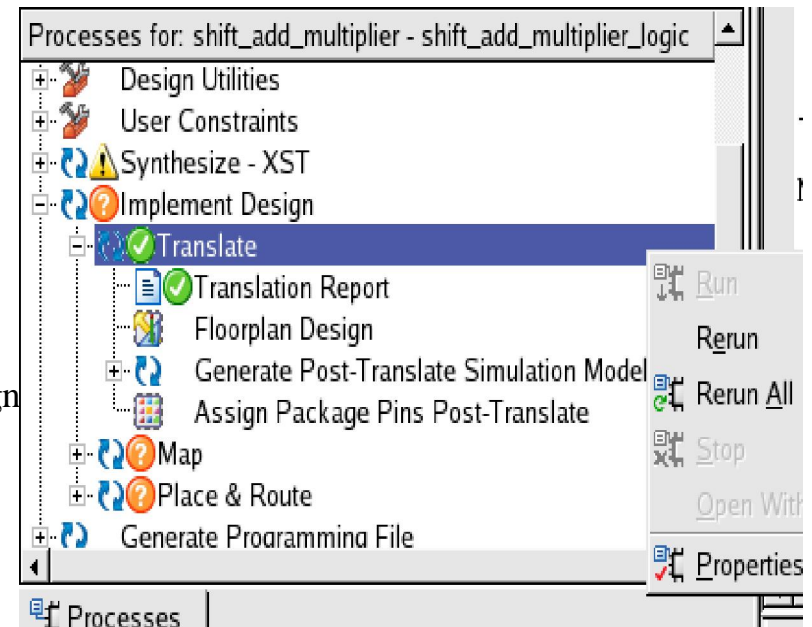 Processes for: shift_add_multiplier - shift_add_multiplier_logic
Design Utilities
User Constraints
Synthesize - XST
Implement Design
Translate
Translation Report
Floorplan Design
Generate Post-Translate Simulation Model
Assign Package Pins Post-Translate
Map
Place & Route
Generate Programming File
Processes
Run
Rerun
Rerun All
Stop
Open With
Properties